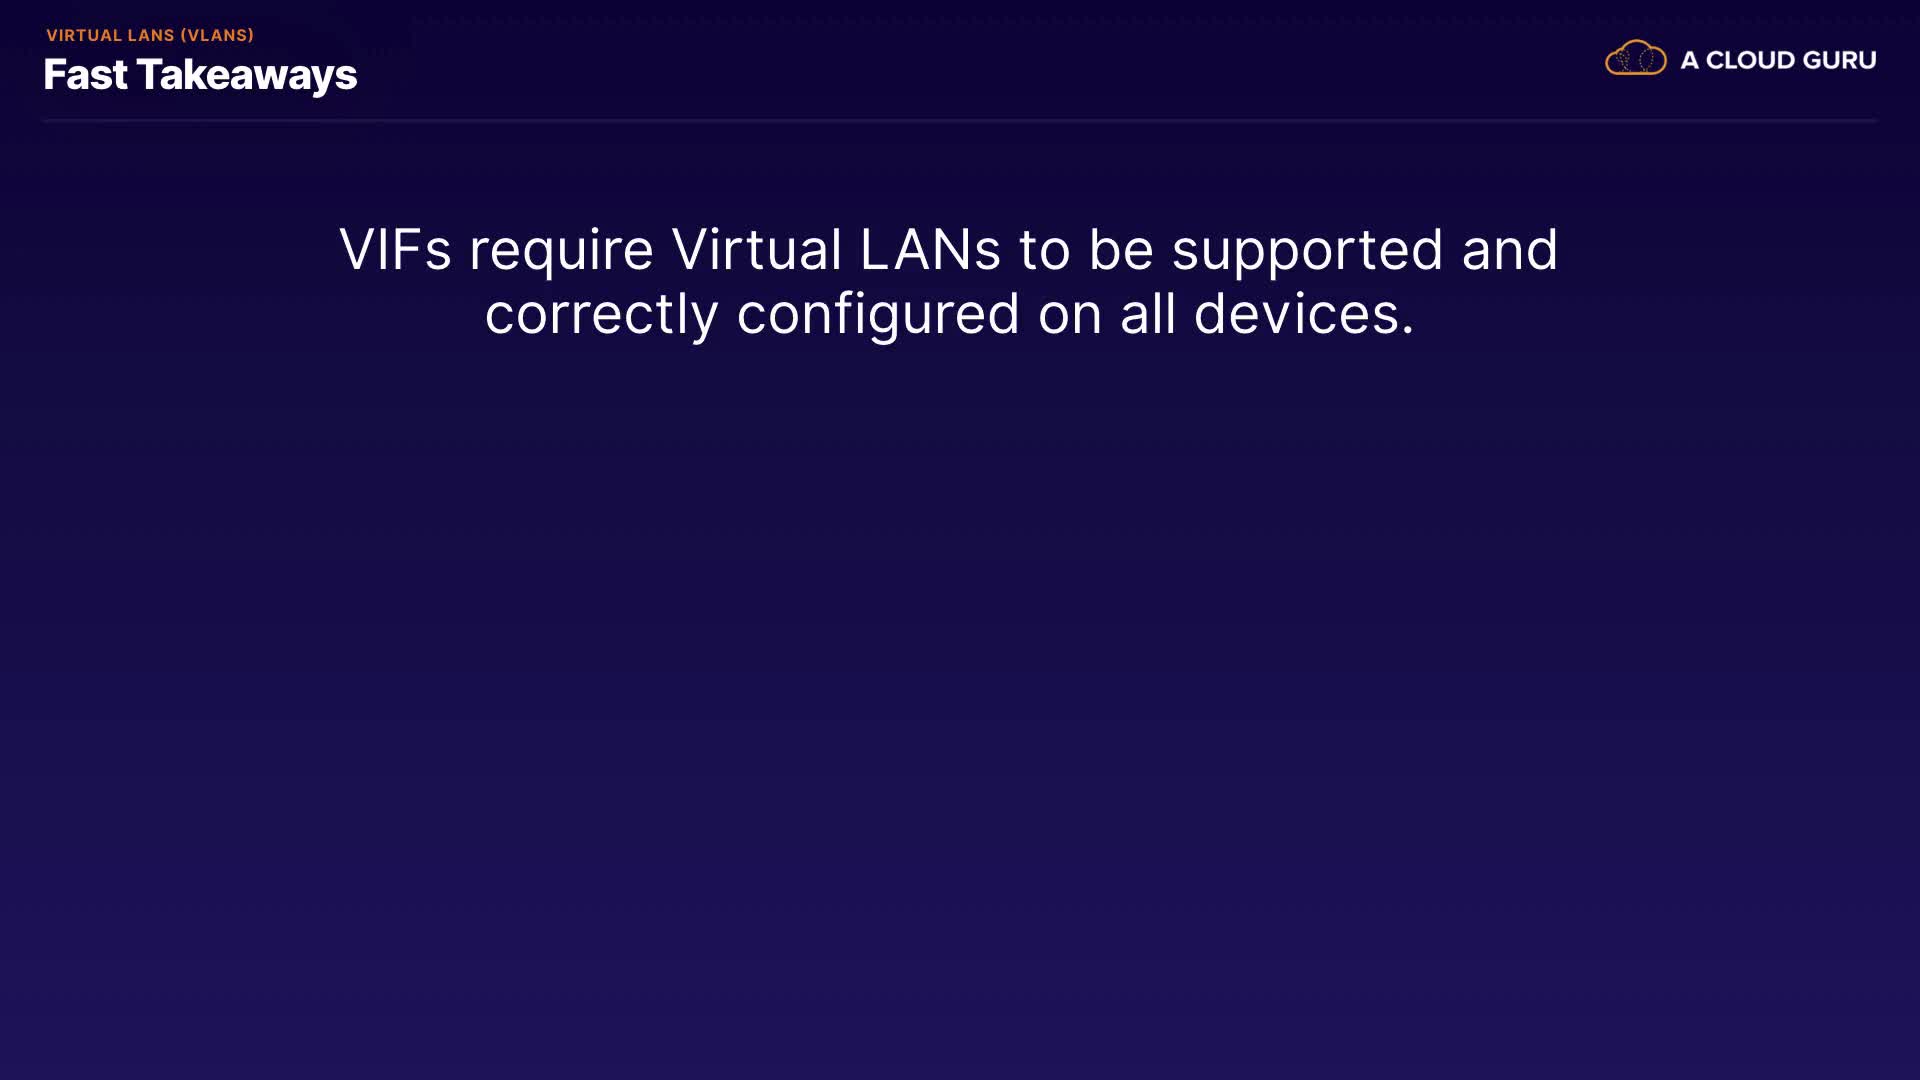 VIRTUAL LANS (VLANS)
Fast Takeaways
A CLOUD GURU
VIFs require Virtual LANs to be supported and
correctly configured on all devices.